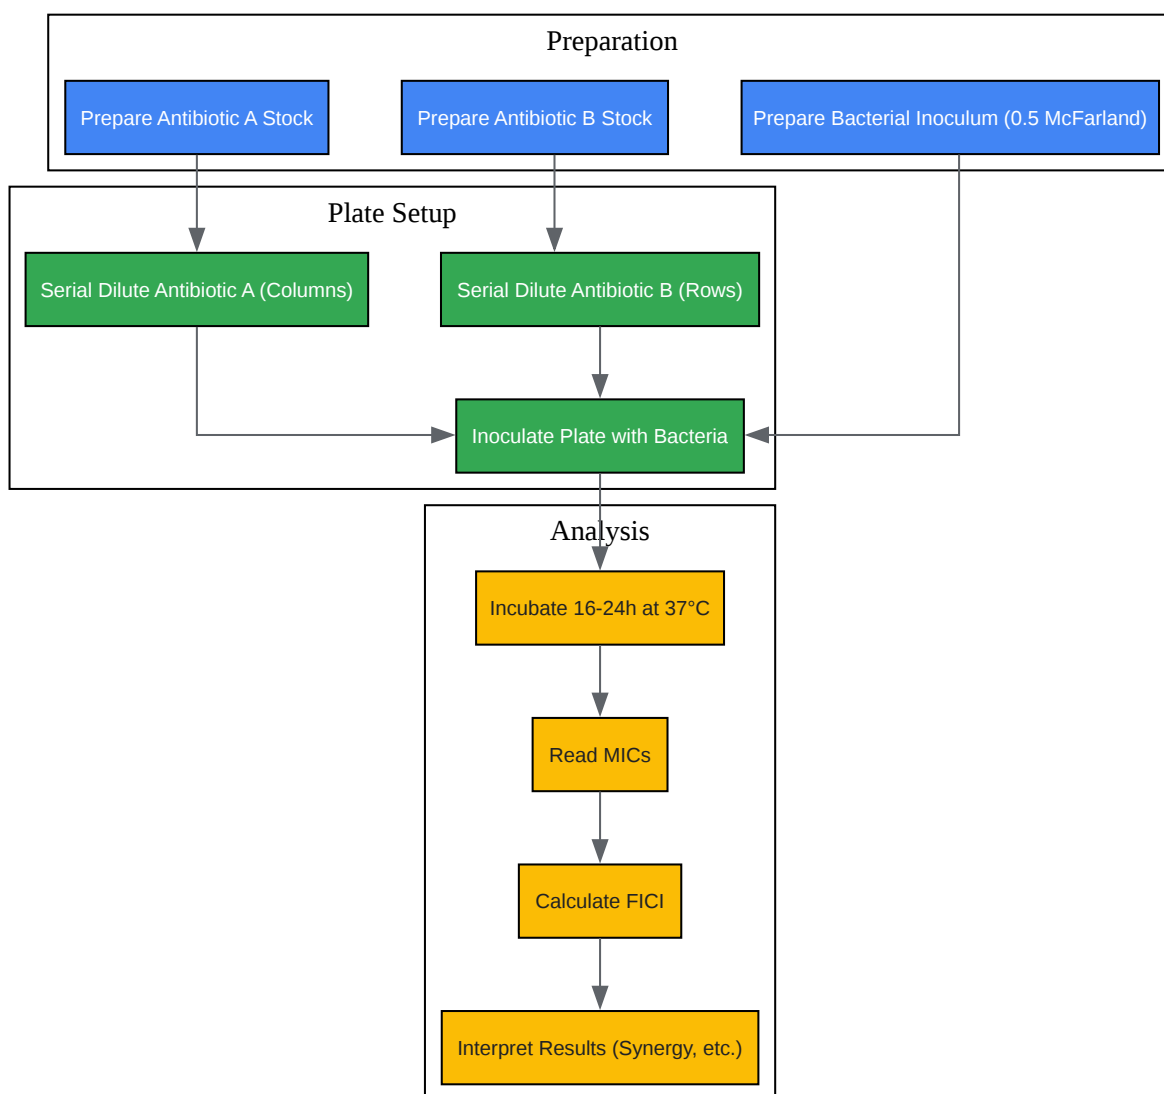 Preparation
Prepare Antibiotic A Stock
Prepare Antibiotic B Stock
Prepare Bacterial Inoculum (0.5 McFarland)
Plate Setup
Serial Dilute Antibiotic A (Columns)
Serial Dilute Antibiotic B (Rows)
Inoculate Plate with Bacteria
Analysis
Incubate 16-24h at 37°C
Read MICs
Calculate FICI
Interpret Results (Synergy, etc.)